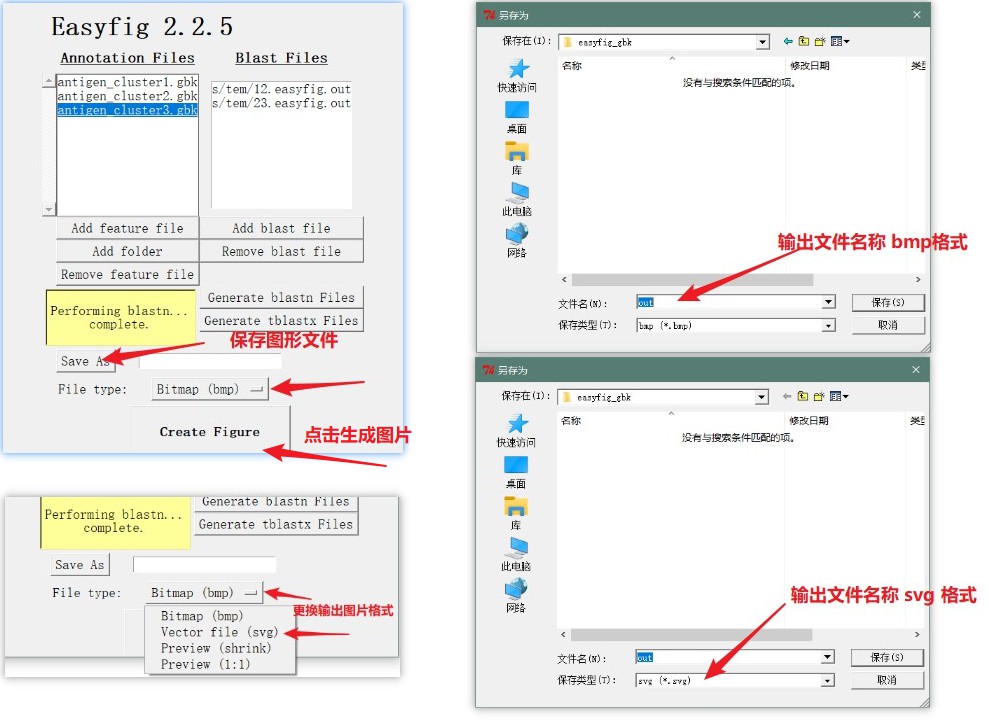 Easyfig 2.2.5
Annotation Files
Blast Files
antigen_cluster1.gbk
antigen_cluster2.gbk
antigen_cluster3.gbk
s/tem/12.easyfig.out
s/tem/23.easyfig.out
Add feature file
Add blast file
Add folder
Remove blast file
Remove feature file
Performing blastn...
complete.
Generate blastn Files
Generate tblastx Files
保存图形文件
Save As
File type:
Bitmap (bmp)
Create Figure
点击生成图片
Performing blastn...
complete.
Generate blastn Files
Generate tblastx Files
Save As
File type:
Bitmap (bmp)
更换输出图片格式
Bitmap (bmp)
Vector file (svg)
Preview (shrink)
Preview (1:1)
另存为
保存在(I):
easyfig_gbk
名称
修改日期
类型
没有与搜索条件匹配的项。
快速访问
桌面
库
此电脑
网络
输出文件名称 bmp格式
文件名(N):
out
保存(S)
保存类型(T):
bmp (*.bmp)
取消
另存为
保存在(I):
easyfig_gbk
名称
修改日期
类型
没有与搜索条件匹配的项。
快速访问
桌面
库
此电脑
网络
输出文件名称 svg 格式
文件名(N):
out
保存(S)
保存类型(T):
svg (*.svg)
取消